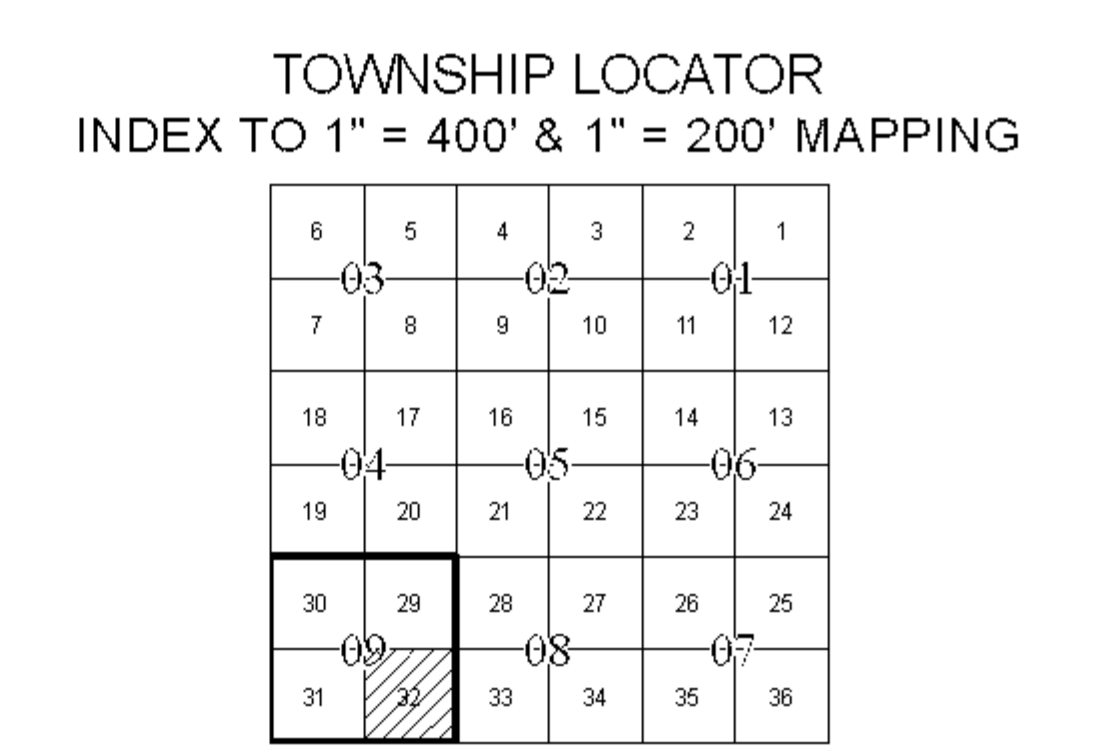 TOWNSHIP LOCATOR
INDEX TO 1" = 400' & 1" = 200' MAPPING
6 5 4 3 2 1
03 02 01
7 8 9 10 11 12
18 17 16 15 14 13
04 05 06
19 20 21 22 23 24
30 29 28 27 26 25
09 08 07
31 32 33 34 35 36